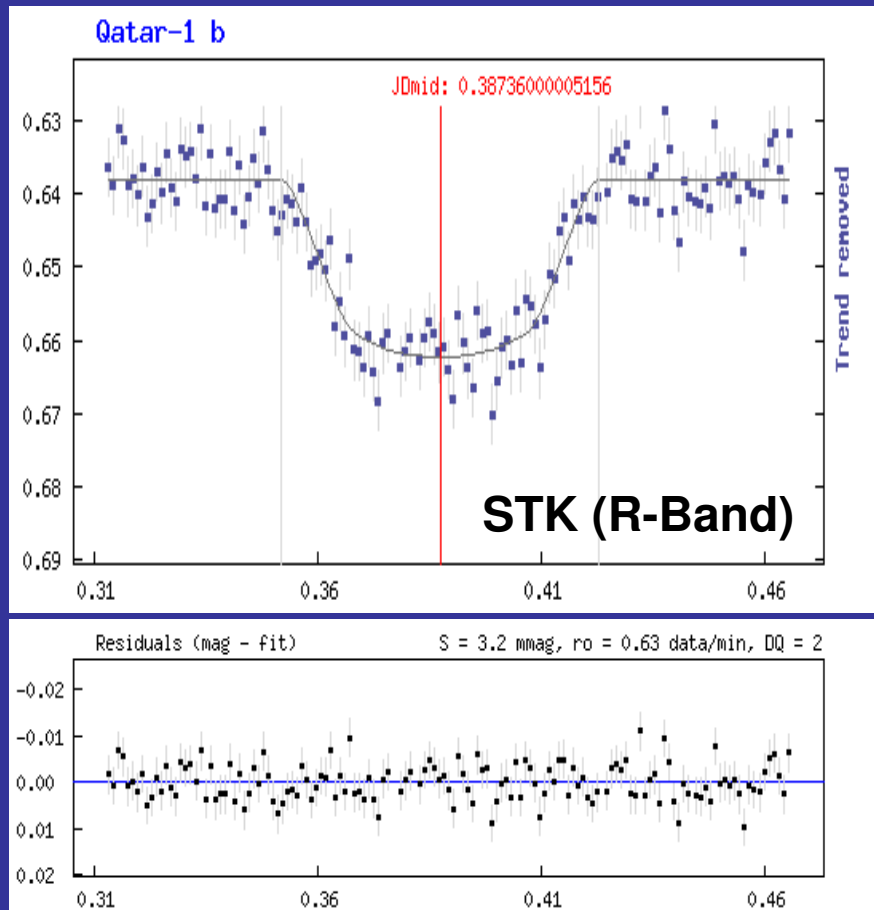 Qatar-1 b
JDmid: 0.38736000005156
0.63
0.64
0.65
0.66
0.67
0.68
0.69
Trend removed
STK (R-Band)
0.31 0.36 0.41 0.46
Residuals (mag - fit) S = 3.2 mmag, ro = 0.63 data/min, DQ = 2
-0.02
-0.01
0.00
0.01
0.02
0.31 0.36 0.41 0.46